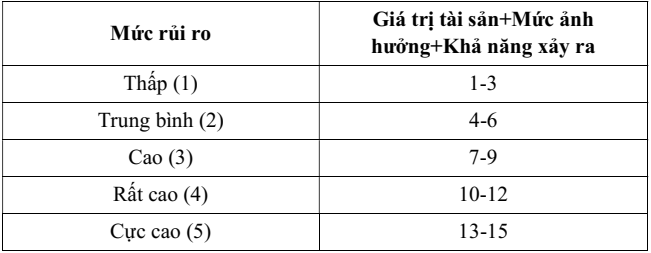 Mức rủi ro
Giá trị tài sản+Mức ảnh
hưởng+Khả năng xảy ra
Thấp (1)
1-3
Trung bình (2)
4-6
Cao (3)
7-9
Rất cao (4)
10-12
Cực cao (5)
13-15